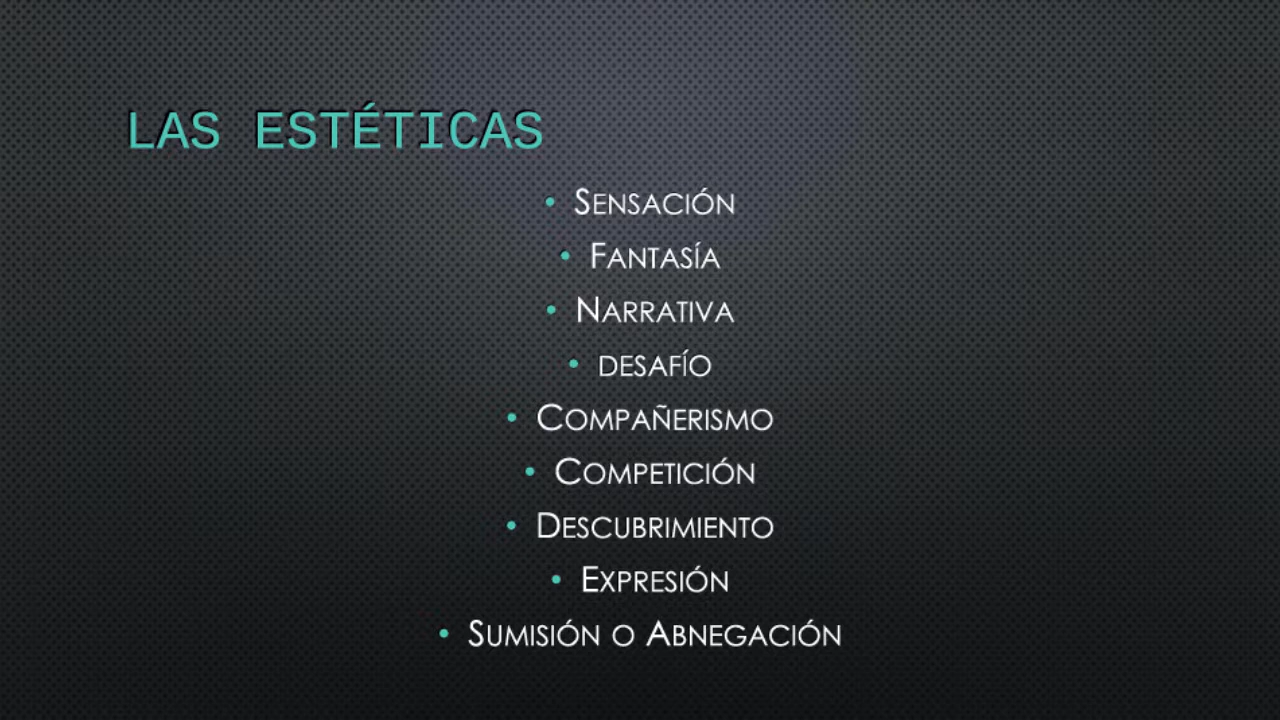 LAS ESTÉTICAS
• Sensación
• Fantasía
• Narrativa
• desafío
• Compañerismo
• Competición
• Descubrimiento
• Expresión
• Sumisión o Abnegación